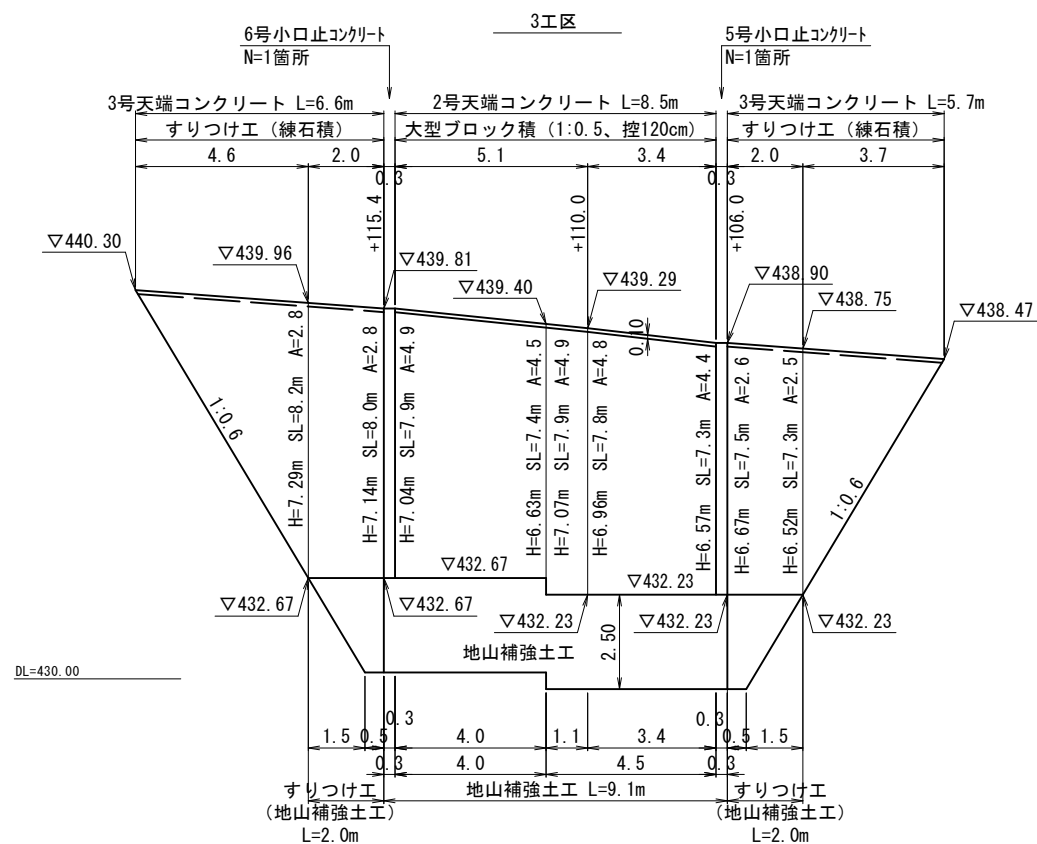 3工区
6号小口止コンクリート
N=1箇所
5号小口止コンクリート
N=1箇所
3号天端コンクリート L=6.6m
2号天端コンクリート L=8.5m
3号天端コンクリート L=5.7m
すりつけ工（練石積）
大型ブロック積（1:0.5、控120cm）
すりつけ工（練石積）
4.6
2.0
0.3
5.1
3.4
0.3
2.0
3.7
+115.4
+110.0
+106.0
▽440.30
▽439.96
▽439.81
▽439.40
▽439.29
▽438.90
▽438.75
▽438.47
0.10
1:0.6
H=7.29m SL=8.2m A=2.8
H=7.14m SL=8.0m A=2.8
H=7.04m SL=7.9m A=4.9
H=6.63m SL=7.4m A=4.5
H=7.07m SL=7.9m A=4.9
H=6.96m SL=7.8m A=4.8
H=6.57m SL=7.3m A=4.4
H=6.67m SL=7.5m A=2.6
H=6.52m SL=7.3m A=2.5
1:0.6
▽432.67
▽432.23
▽432.67
▽432.67
▽432.23
▽432.23
▽432.23
地山補強土工
2.50
DL=430.00
0.3
0.3
1.5
0.5
4.0
1.1
3.4
0.5
1.5
0.3
4.0
4.5
0.3
すりつけ工
（地山補強土工）
L=2.0m
地山補強土工 L=9.1m
すりつけ工
（地山補強土工）
L=2.0m